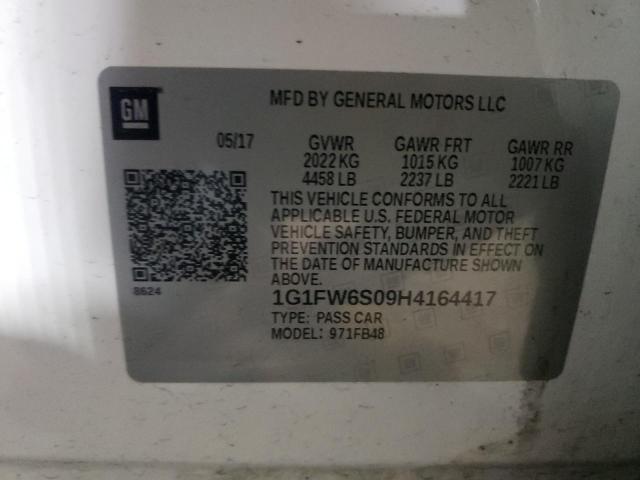 GM
MFD BY GENERAL MOTORS LLC
05/17 GVWR GAWR FRT GAWR RR
2022 KG 1015 KG 1007 KG
4458 LB 2237 LB 2221 LB
THIS VEHICLE CONFORMS TO ALL
APPLICABLE U.S. FEDERAL MOTOR
VEHICLE SAFETY, BUMPER, AND THEFT
PREVENTION STANDARDS IN EFFECT ON
THE DATE OF MANUFACTURE SHOWN
ABOVE.
8624
1G1FW6S09H4164417
TYPE: PASS CAR
MODEL: 971FB48